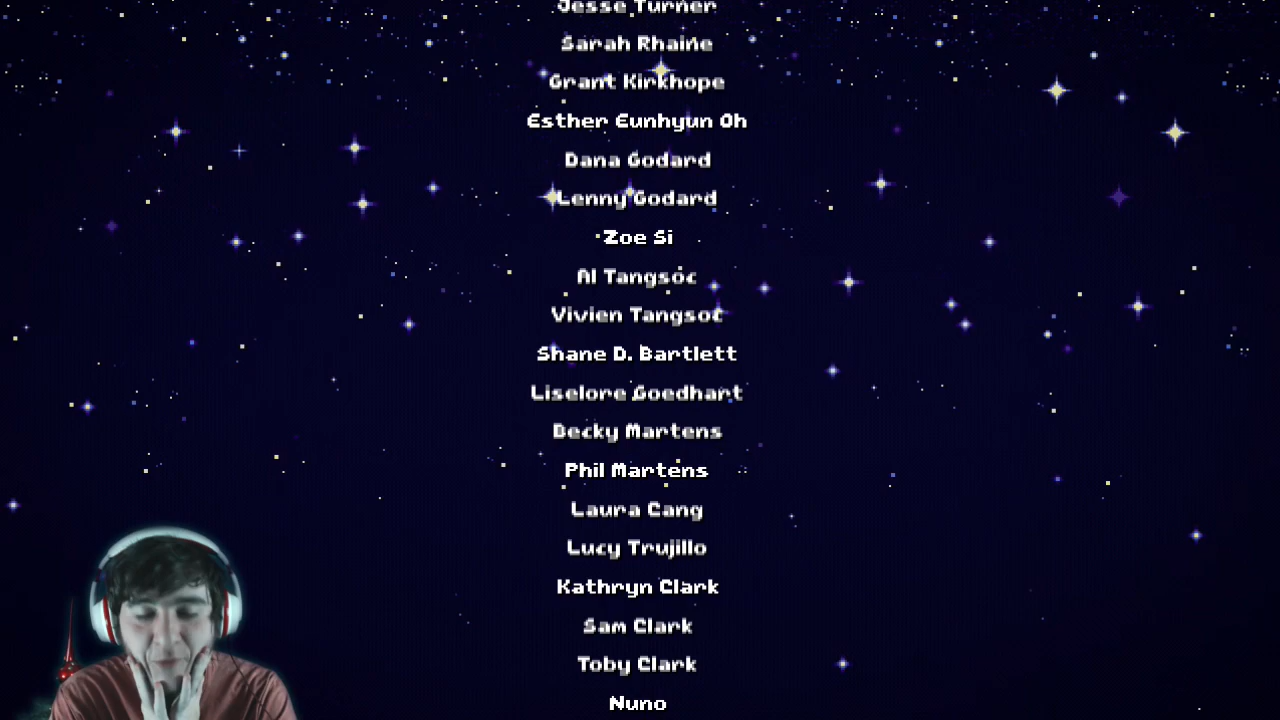 Jesse Turner
Sarah Rhaine
Grant Kirkhope
Esther Eunhyun Oh
Dana Godard
Lenny Godard
Zoe Si
Al Tangsoc
Vivien Tangsoc
Shane D. Bartlett
Liselore Goedhart
Becky Martens
Phil Martens
Laura Cang
Lucy Trujillo
Kathryn Clark
Sam Clark
Toby Clark
Nuno